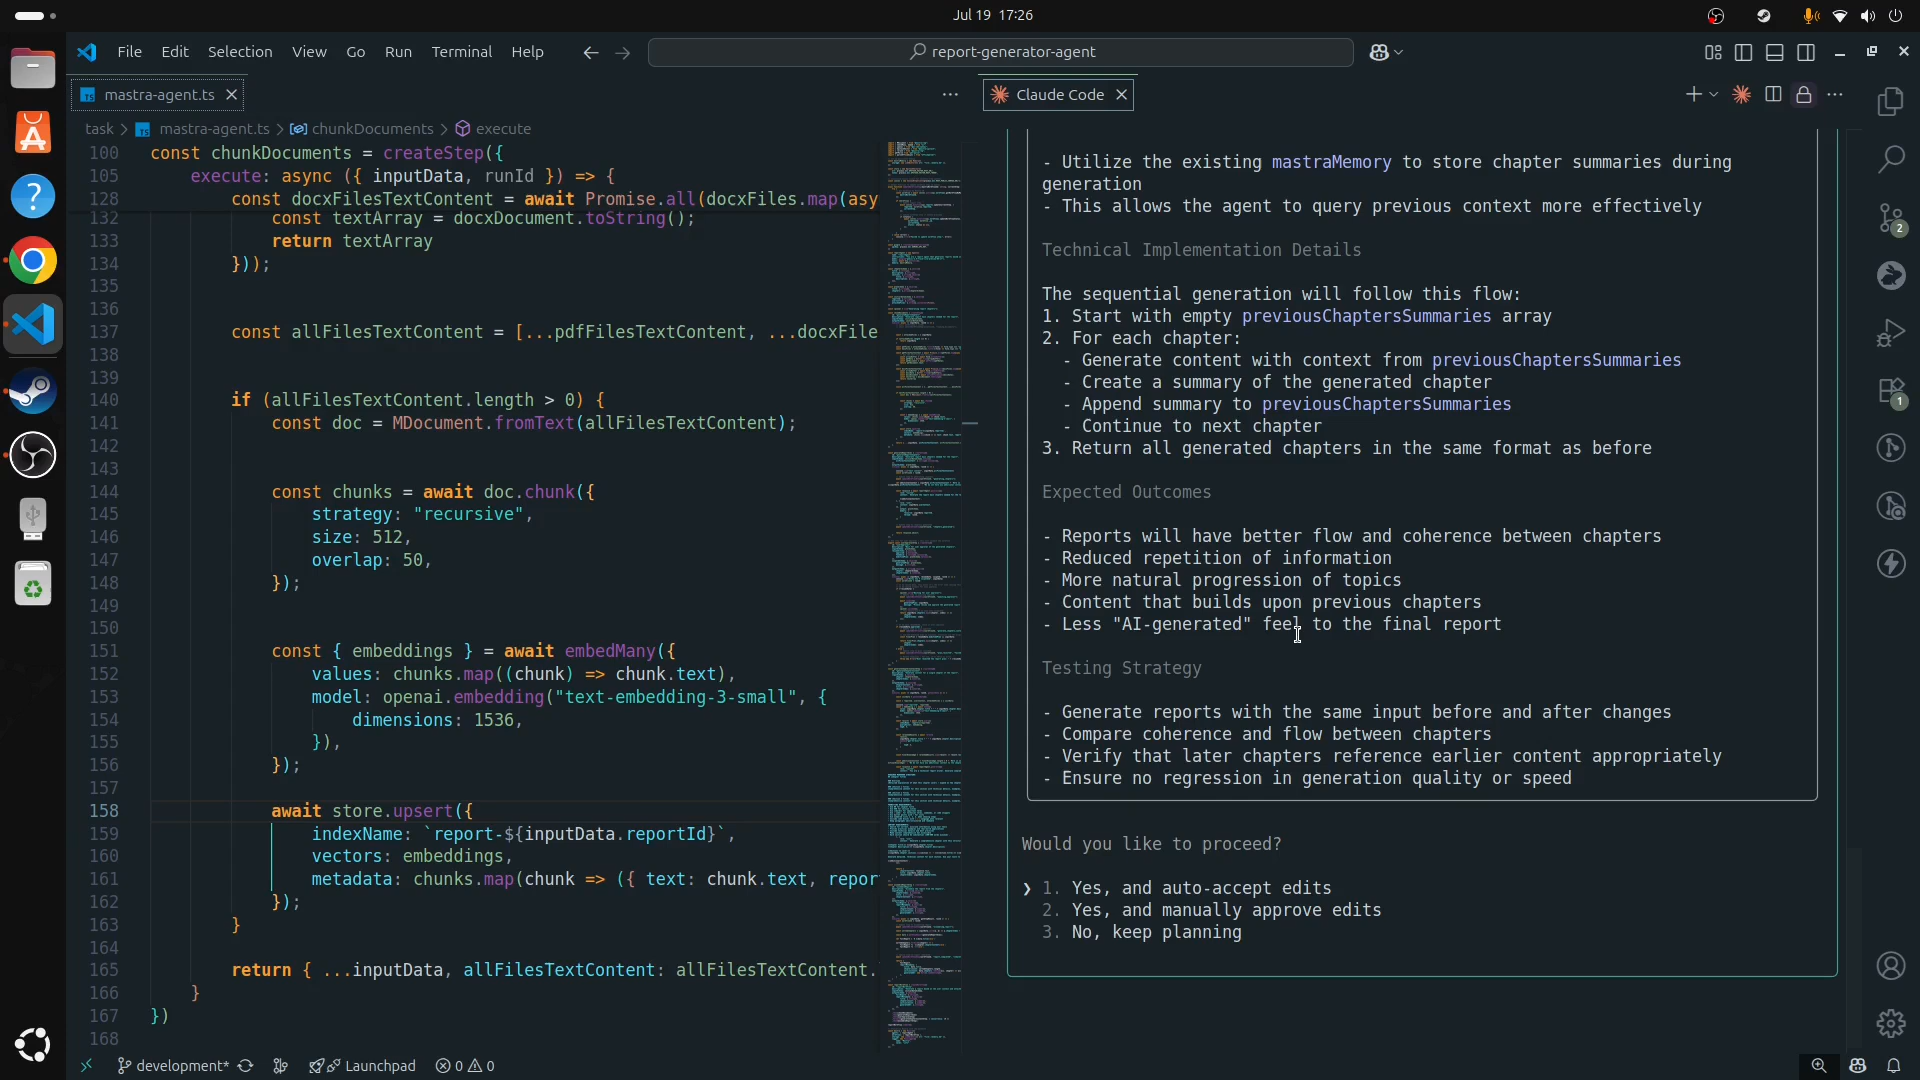 Jul 19 17:26
File Edit Selection View Go Run Terminal Help
report-generator-agent
mastra-agent.ts
Claude Code
task > mastra-agent.ts > chunkDocuments > execute
100 const chunkDocuments = createStep({
105 execute: async ({ inputData, runId }) => {
128 const docxFilesTextContent = await Promise.all(docxFiles.map(asy
132 const textArray = docxDocument.toString();
133 return textArray
134 }));
135
136
137 const allFilesTextContent = [...pdfFilesTextContent, ...docxFile
138
139
140 if (allFilesTextContent.length > 0) {
141 const doc = MDocument.fromText(allFilesTextContent);
142
143
144 const chunks = await doc.chunk({
145 strategy: "recursive",
146 size: 512,
147 overlap: 50,
148 });
149
150
151 const { embeddings } = await embedMany({
152 values: chunks.map((chunk) => chunk.text),
153 model: openai.embedding("text-embedding-3-small", {
154 dimensions: 1536,
155 }),
156 });
157
158 await store.upsert({
159 indexName: `report-${inputData.reportId}`,
160 vectors: embeddings,
161 metadata: chunks.map(chunk => ({ text: chunk.text, repor
162 });
163 }
164
165 return { ...inputData, allFilesTextContent: allFilesTextContent.
166 }
167 })
168
- Utilize the existing mastraMemory to store chapter summaries during
generation
- This allows the agent to query previous context more effectively
Technical Implementation Details
The sequential generation will follow this flow:
1. Start with empty previousChaptersSummaries array
2. For each chapter:
- Generate content with context from previousChaptersSummaries
- Create a summary of the generated chapter
- Append summary to previousChaptersSummaries
- Continue to next chapter
3. Return all generated chapters in the same format as before
Expected Outcomes
- Reports will have better flow and coherence between chapters
- Reduced repetition of information
- More natural progression of topics
- Content that builds upon previous chapters
- Less "AI-generated" feel to the final report
Testing Strategy
- Generate reports with the same input before and after changes
- Compare coherence and flow between chapters
- Verify that later chapters reference earlier content appropriately
- Ensure no regression in generation quality or speed
Would you like to proceed?
❯ 1. Yes, and auto-accept edits
2. Yes, and manually approve edits
3. No, keep planning
2
1
development* Launchpad 0 0